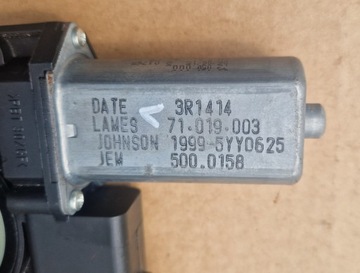 DATE 3R1414
LAMES 71.019.003
JOHNSON 1999-5YY0625
JEM 500.0158